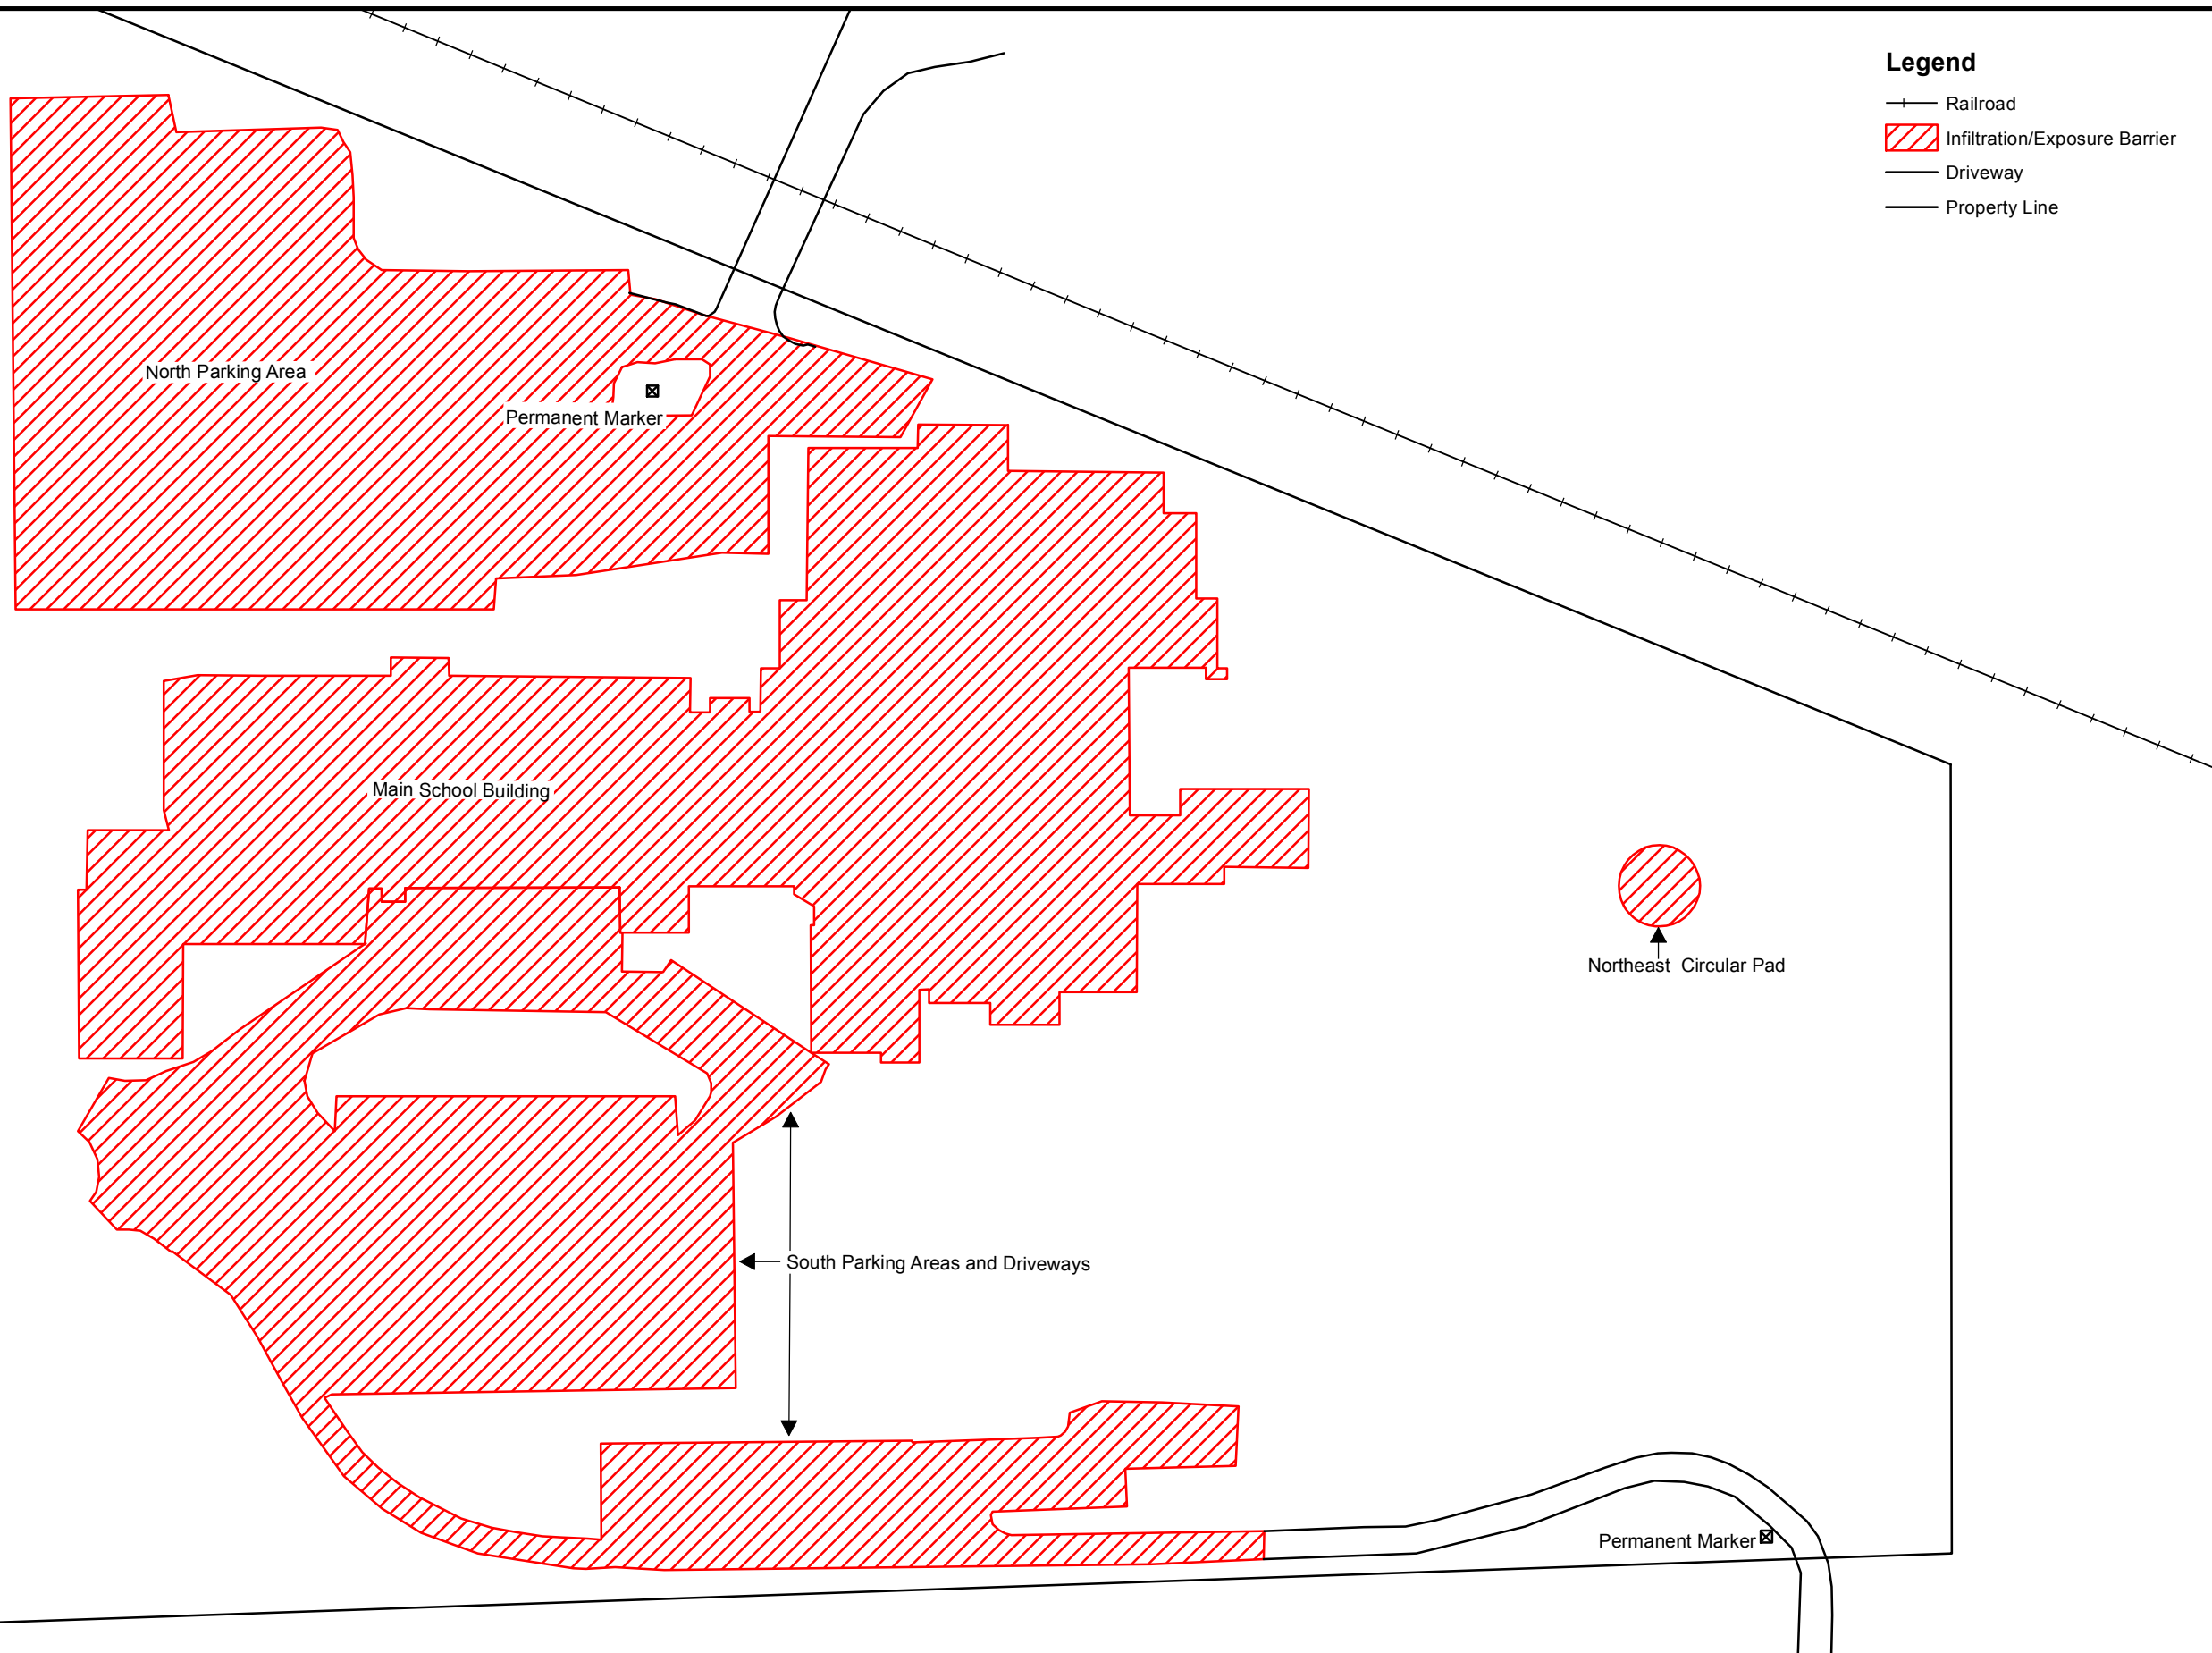 Legend
Railroad
Infiltration/Exposure Barrier
Driveway
Property Line
North Parking Area
Permanent Marker
Main School Building
Northeast Circular Pad
South Parking Areas and Driveways
Permanent Marker